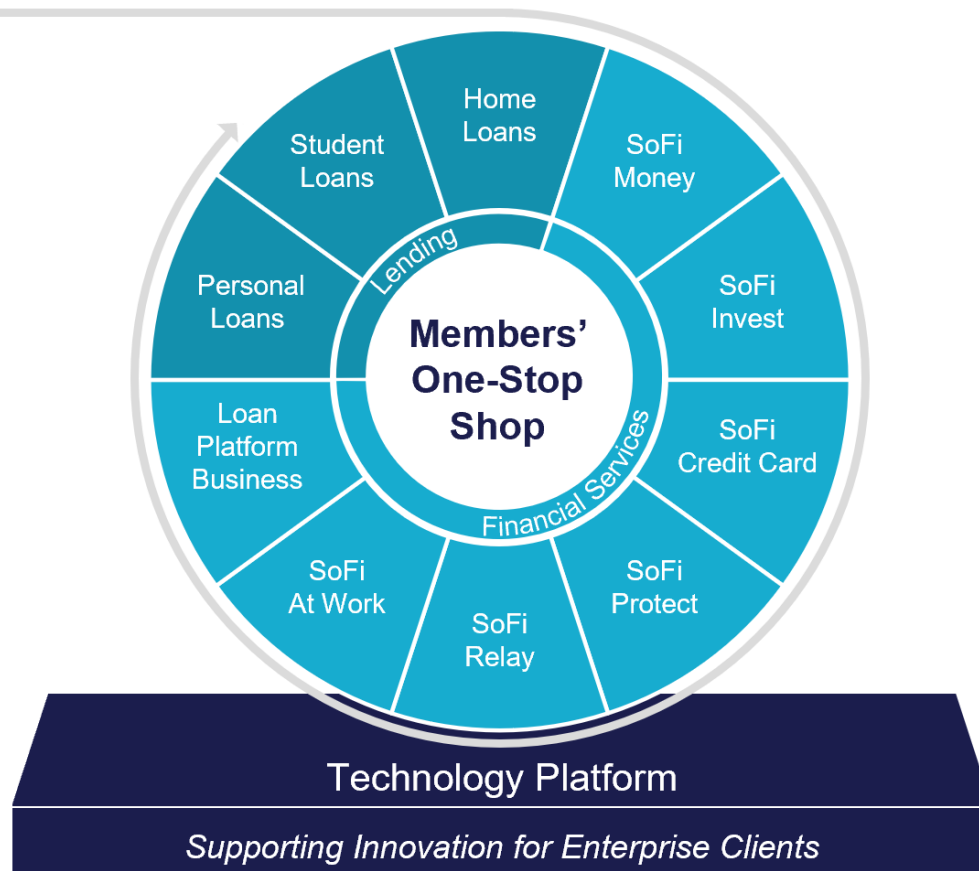 Home
Loans
SoFi
Money
SoFi
Invest
SoFi
Credit Card
SoFi
Protect
SoFi
Relay
SoFi
At Work
Loan
Platform
Business
Personal
Loans
Student
Loans
Lending
Financial Services
Members’
One-Stop
Shop
Technology Platform
Supporting Innovation for Enterprise Clients